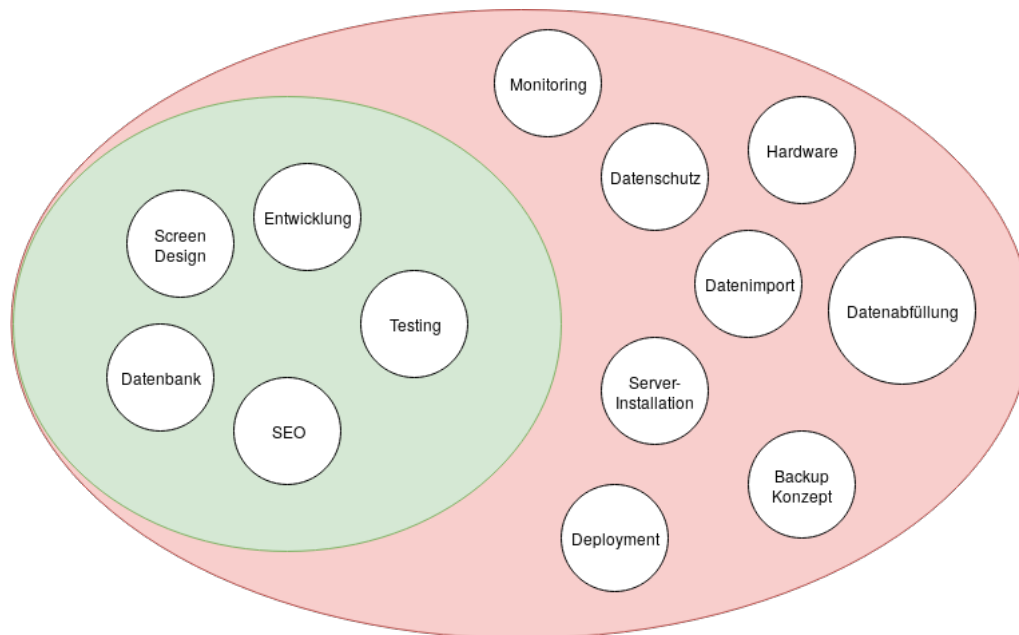 Monitoring
Hardware
Datenschutz
Entwicklung
Screen
Design
Datenimport
Datenabfüllung
Testing
Datenbank
Server-
Installation
SEO
Backup
Konzept
Deployment